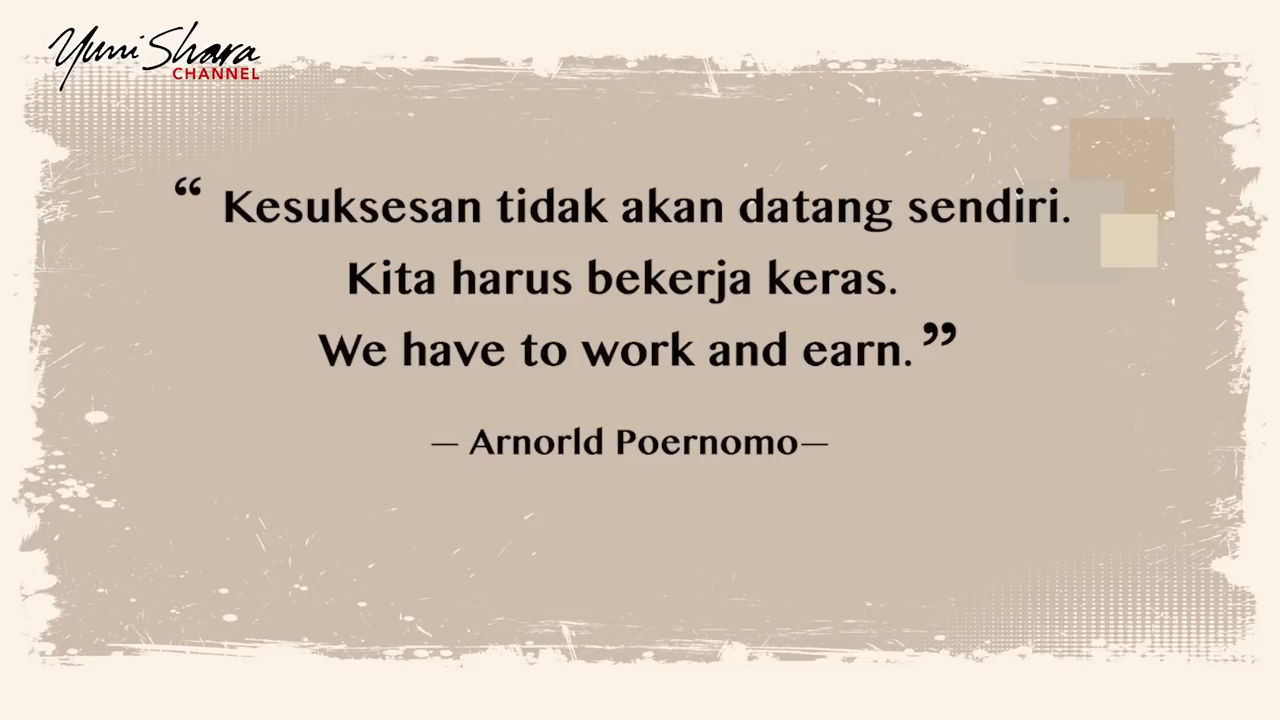 Yuni Shara
CHANNEL
“ Kesuksesan tidak akan datang sendiri.
Kita harus bekerja keras.
We have to work and earn.”
— Arnorld Poernomo—